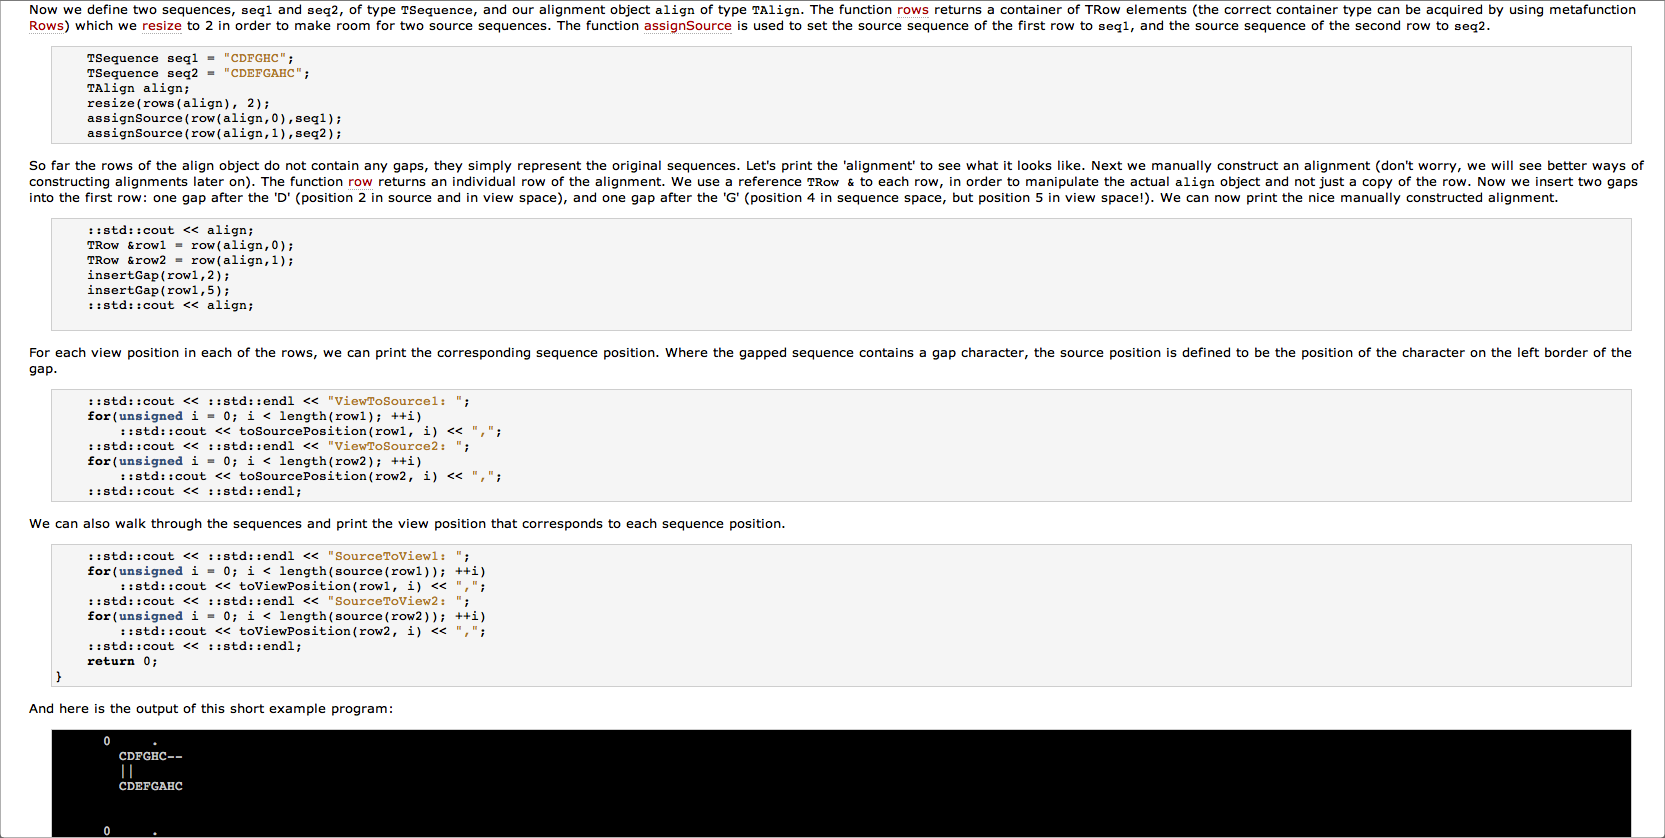 Now we define two sequences, seq1 and seq2, of type TSequence, and our alignment object align of type TAlign. The function rows returns a container of TRow elements (the correct container type can be acquired by using metafunction
Rows) which we resize to 2 in order to make room for two source sequences. The function assignSource is used to set the source sequence of the first row to seq1, and the source sequence of the second row to seq2.
TSequence seq1 = "CDFGHC";
TSequence seq2 = "CDEFGAHC";
TAlign align;
resize(rows(align), 2);
assignSource(row(align,0),seq1);
assignSource(row(align,1),seq2);
So far the rows of the align object do not contain any gaps, they simply represent the original sequences. Let's print the 'alignment' to see what it looks like. Next we manually construct an alignment (don't worry, we will see better ways of
constructing alignments later on). The function row returns an individual row of the alignment. We use a reference TRow & to each row, in order to manipulate the actual align object and not just a copy of the row. Now we insert two gaps
into the first row: one gap after the 'D' (position 2 in source and in view space), and one gap after the 'G' (position 4 in sequence space, but position 5 in view space!). We can now print the nice manually constructed alignment.
::std::cout << align;
TRow &row1 = row(align,0);
TRow &row2 = row(align,1);
insertGap(row1,2);
insertGap(row1,5);
::std::cout << align;
For each view position in each of the rows, we can print the corresponding sequence position. Where the gapped sequence contains a gap character, the source position is defined to be the position of the character on the left border of the
gap.
::std::cout << ::std::endl << "ViewToSource1: ";
for(unsigned i = 0; i < length(row1); ++i)
::std::cout << toSourcePosition(row1, i) << ",";
::std::cout << ::std::endl << "ViewToSource2: ";
for(unsigned i = 0; i < length(row2); ++i)
::std::cout << toSourcePosition(row2, i) << ",";
::std::cout << ::std::endl;
We can also walk through the sequences and print the view position that corresponds to each sequence position.
::std::cout << ::std::endl << "SourceToView1: ";
for(unsigned i = 0; i < length(source(row1)); ++i)
::std::cout << toViewPosition(row1, i) << ",";
::std::cout << ::std::endl << "SourceToView2: ";
for(unsigned i = 0; i < length(source(row2)); ++i)
::std::cout << toViewPosition(row2, i) << ",";
::std::cout << ::std::endl;
return 0;
}
And here is the output of this short example program:
0     .
CDFGHC--
||
CDEFGAHC
0     .